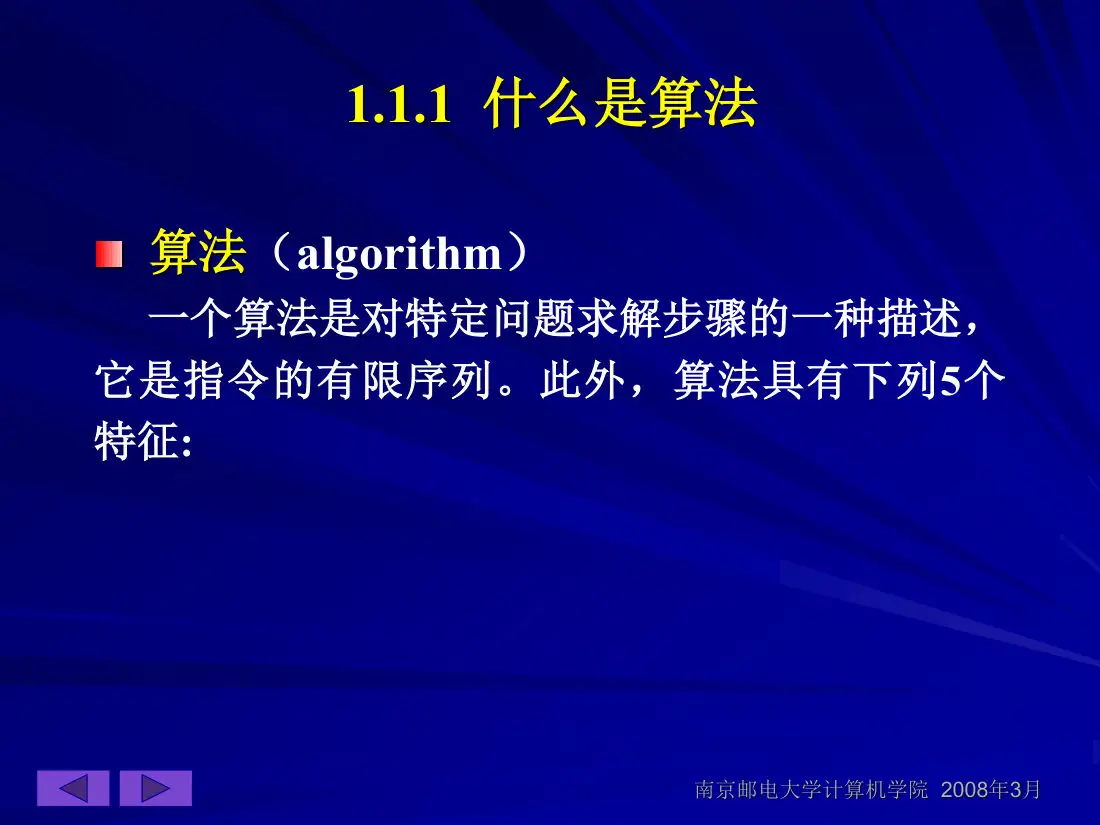 1.1.1 什么是算法
算法（algorithm）
一个算法是对特定问题求解步骤的一种描述，
它是指令的有限序列。此外，算法具有下列5个
特征:
南京邮电大学计算机学院 2008年3月